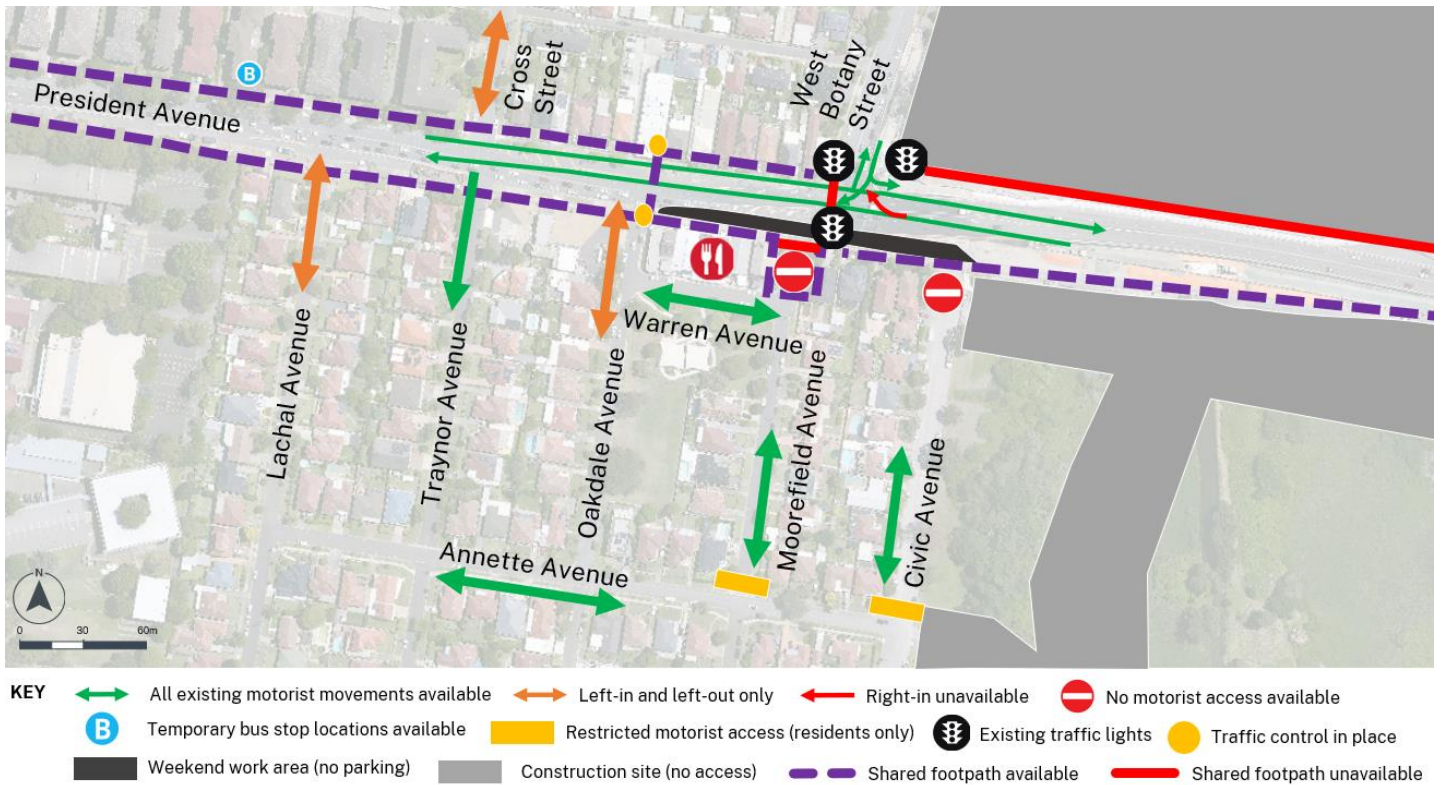 B
President Avenue
Cross
Street
West
Botany
Street
Warren Avenue
Lachal Avenue
Traynor Avenue
Oakdale Avenue
Moorefield Avenue
Civic Avenue
Annette Avenue
N
0 30 60m
KEY
All existing motorist movements available
Left-in and left-out only
Right-in unavailable
No motorist access available
B
Temporary bus stop locations available
Restricted motorist access (residents only)
Existing traffic lights
Traffic control in place
Weekend work area (no parking)
Construction site (no access)
Shared footpath available
Shared footpath unavailable